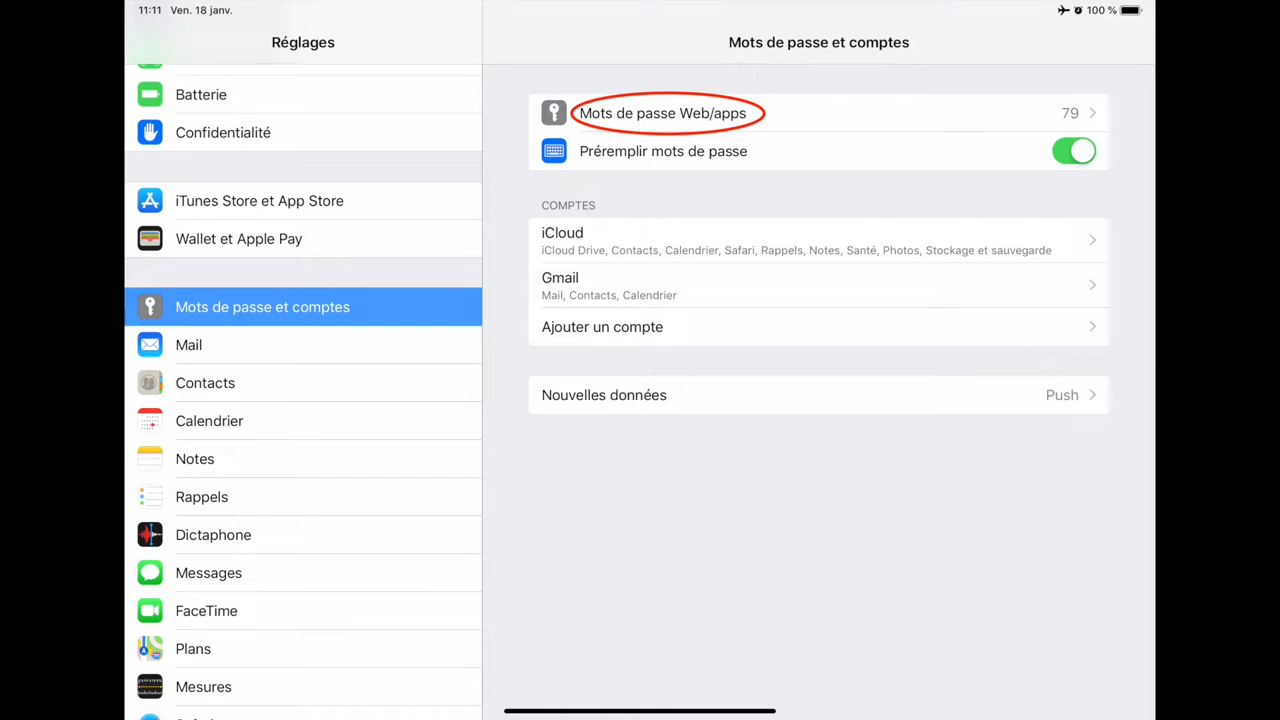 11:11 Ven. 18 janv.
100 %
Réglages
Mots de passe et comptes
Batterie
Confidentialité
iTunes Store et App Store
Wallet et Apple Pay
Mots de passe et comptes
Mail
Contacts
Calendrier
Notes
Rappels
Dictaphone
Messages
FaceTime
Plans
Mesures
Mots de passe Web/apps 79
Préremplir mots de passe
COMPTES
iCloud
iCloud Drive, Contacts, Calendrier, Safari, Rappels, Notes, Santé, Photos, Stockage et sauvegarde
Gmail
Mail, Contacts, Calendrier
Ajouter un compte
Nouvelles données Push